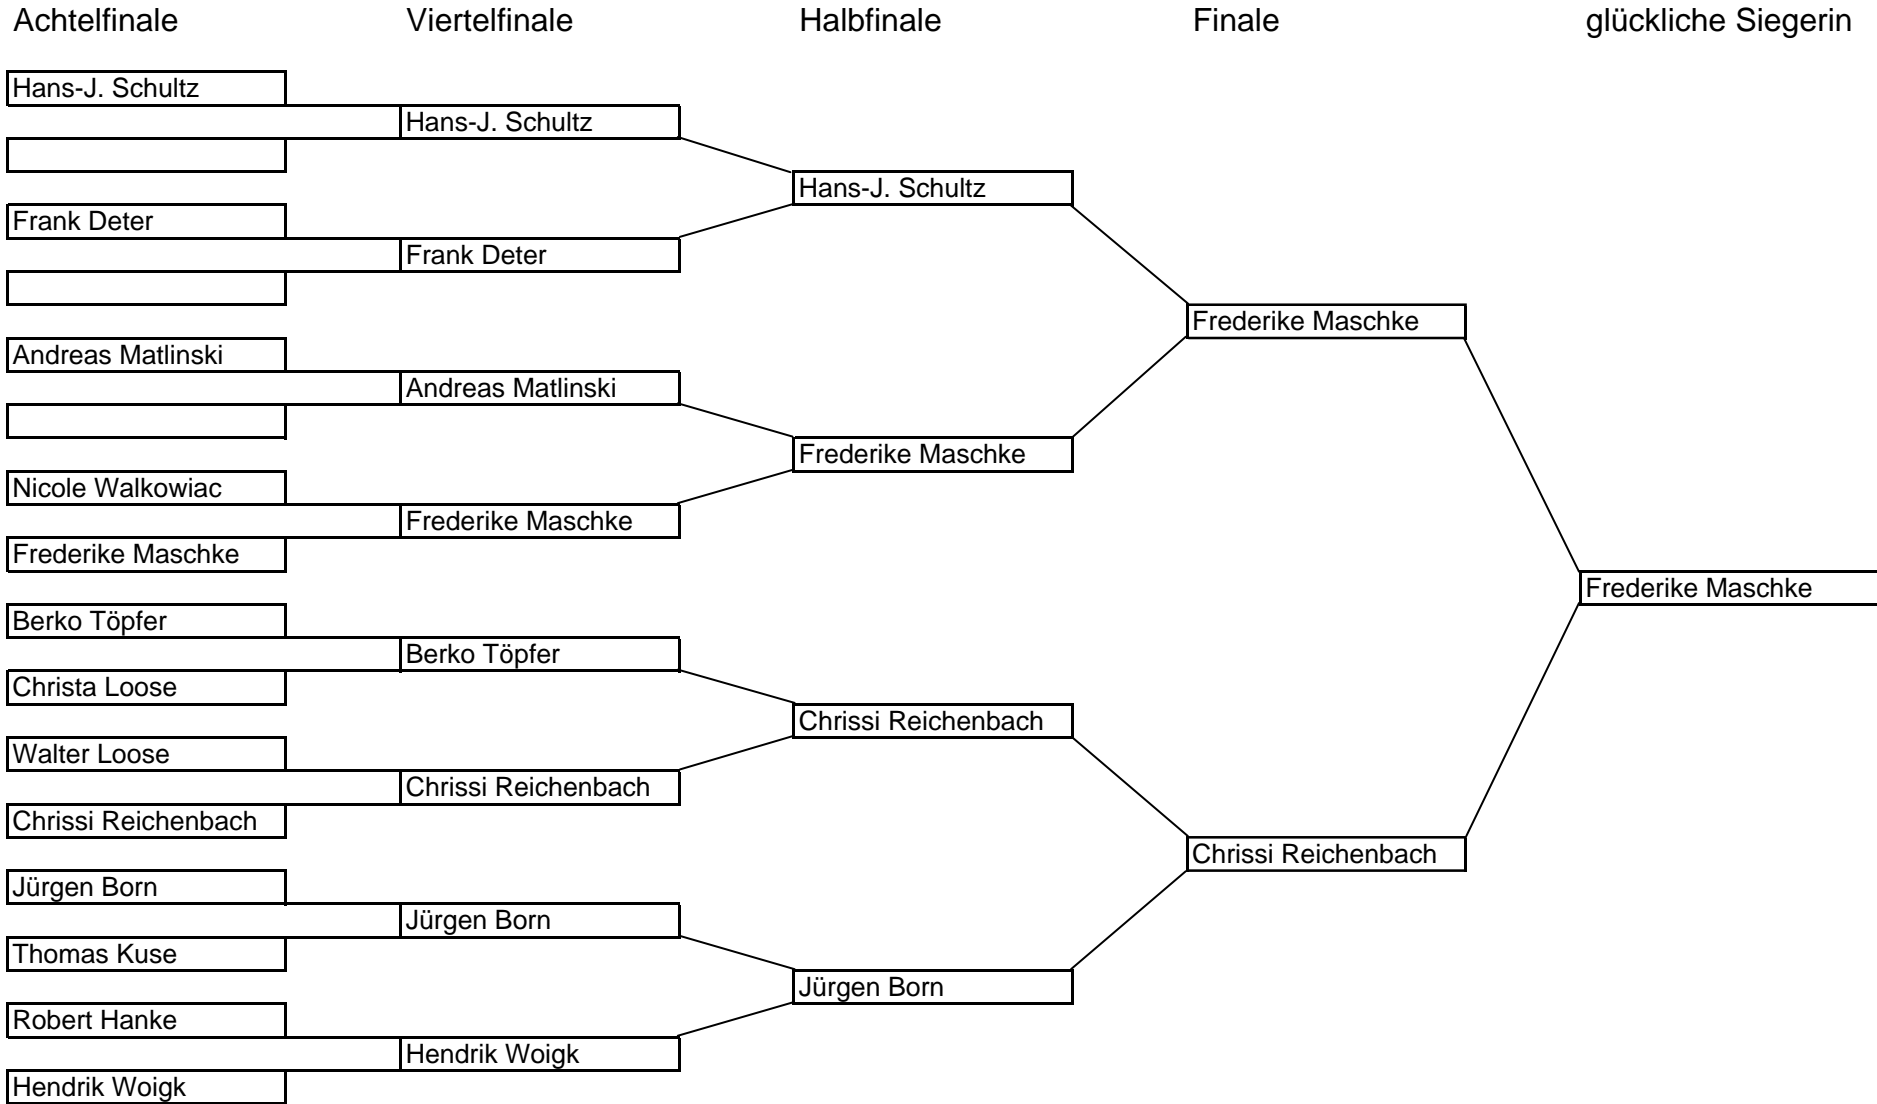 Achtelfinale Viertelfinale Halbfinale Finale glückliche Siegerin
Hans-J. Schultz
Hans-J. Schultz
Hans-J. Schultz
Frank Deter
Frank Deter
Frederike Maschke
Andreas Matlinski
Andreas Matlinski
Frederike Maschke
Nicole Walkowiac
Frederike Maschke
Frederike Maschke
Frederike Maschke
Berko Töpfer
Berko Töpfer
Christa Loose
Chrissi Reichenbach
Walter Loose
Chrissi Reichenbach
Chrissi Reichenbach
Chrissi Reichenbach
Jürgen Born
Jürgen Born
Thomas Kuse
Jürgen Born
Robert Hanke
Hendrik Woigk
Hendrik Woigk